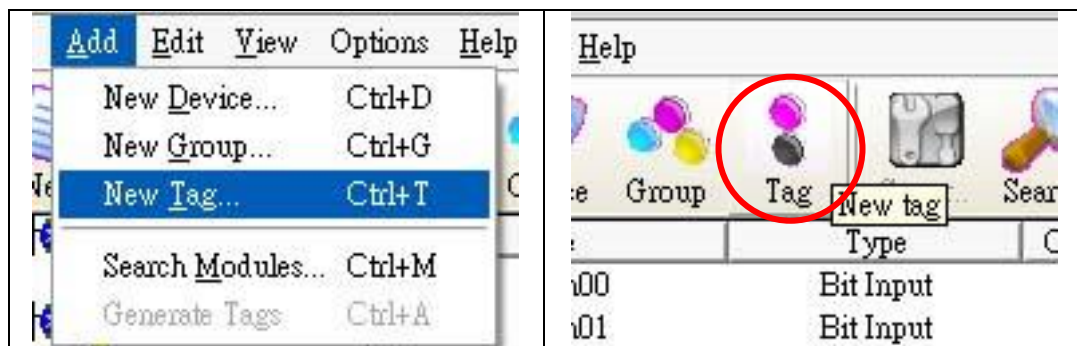 Add Edit View Options Help
New Device... Ctrl+D
New Group... Ctrl+G
New Tag... Ctrl+T
Search Modules... Ctrl+M
Generate Tags Ctrl+A
Help
Group Tag
New tag
Type
Bit Input
Bit Input